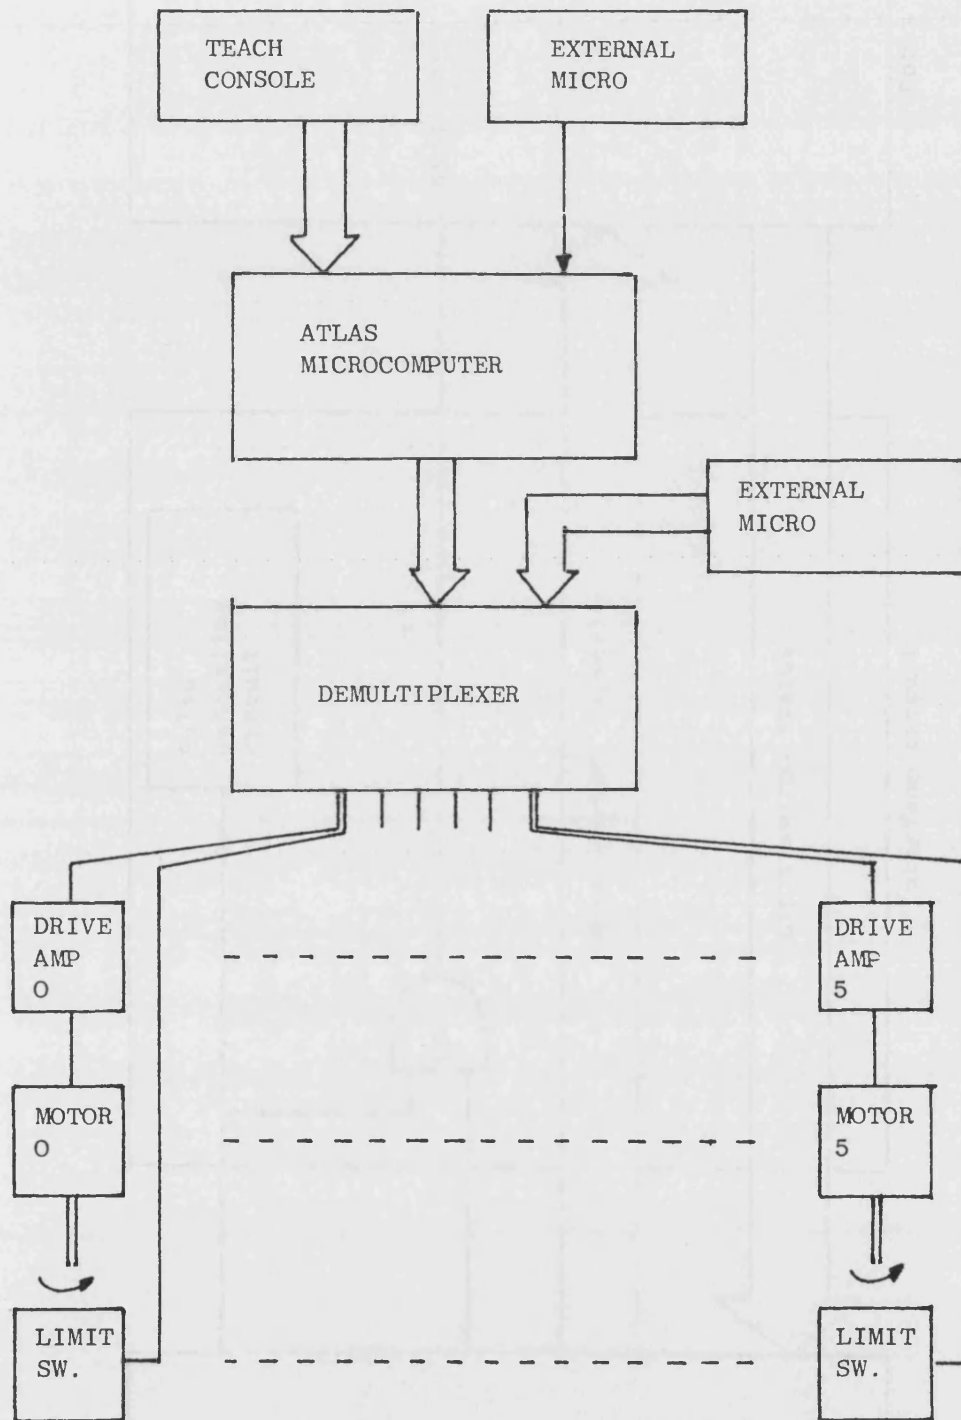 TEACH
CONSOLE
EXTERNAL
MICRO
ATLAS
MICROCOMPUTER
EXTERNAL
MICRO
DEMULTIPLEXER
DRIVE
AMP
0
DRIVE
AMP
5
MOTOR
0
MOTOR
5
LIMIT
SW.
LIMIT
SW.